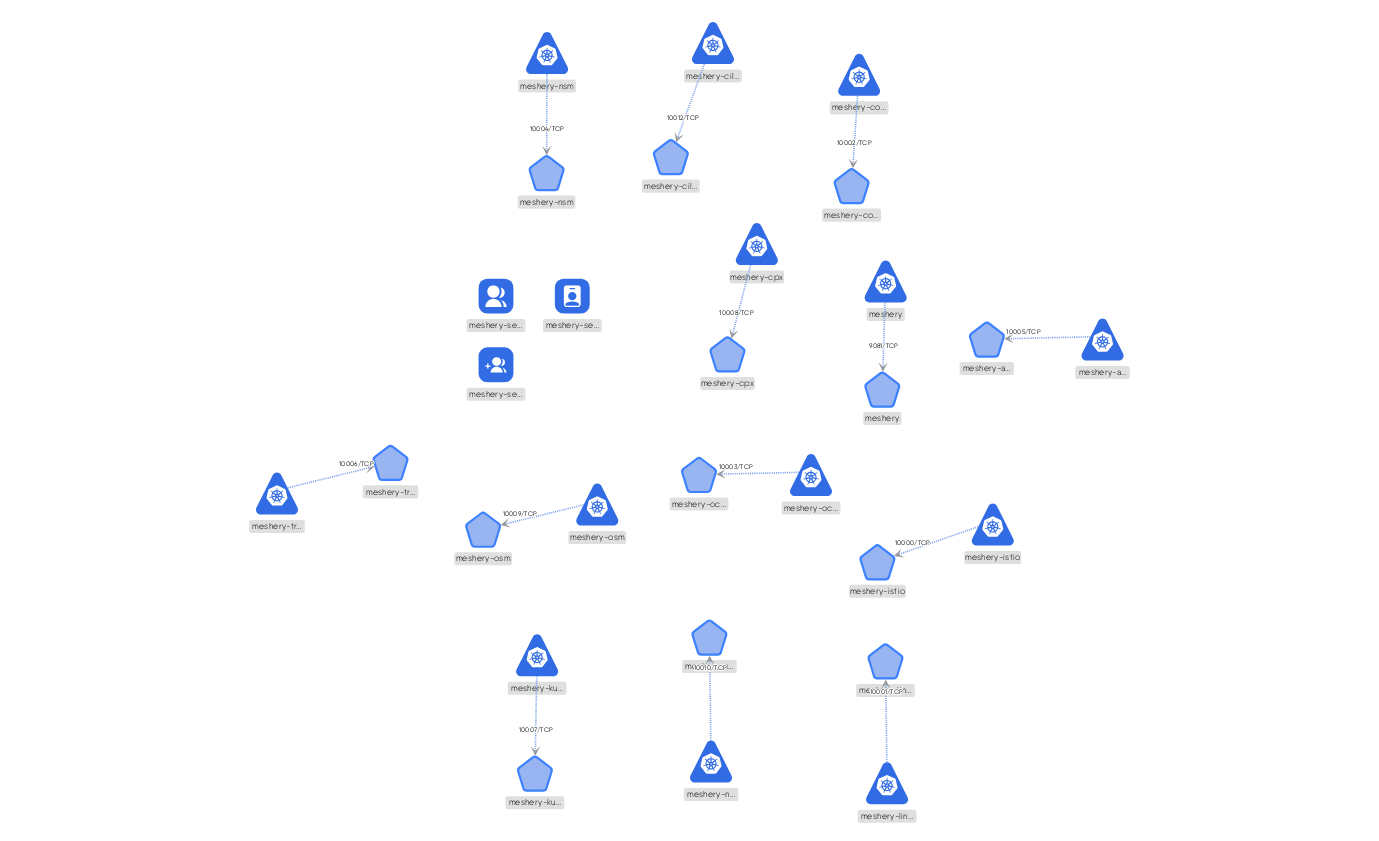 meshery-nsm
10004/TCP
meshery-nsm
meshery-cil...
10012/TCP
meshery-cil...
meshery-co...
10002/TCP
meshery-co...
meshery-se...
meshery-se...
meshery-se...
meshery-cpx
10008/TCP
meshery-cpx
meshery
9081/TCP
meshery
10005/TCP
meshery-a...
meshery-a...
10006/TCP
meshery-tr...
meshery-tr...
10009/TCP
meshery-osm
meshery-osm
10003/TCP
meshery-oc...
meshery-oc...
10000/TCP
meshery-istio
meshery-istio
meshery-ku...
10007/TCP
meshery-ku...
10010/TCP
meshery-n...
10001/TCP
meshery-lin...